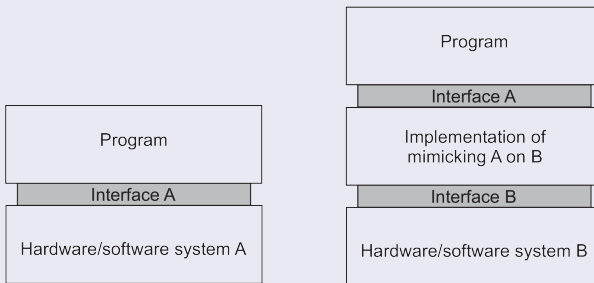 Program
Interface A
Hardware/software system A
Program
Interface A
Implementation of
mimicking A on B
Interface B
Hardware/software system B